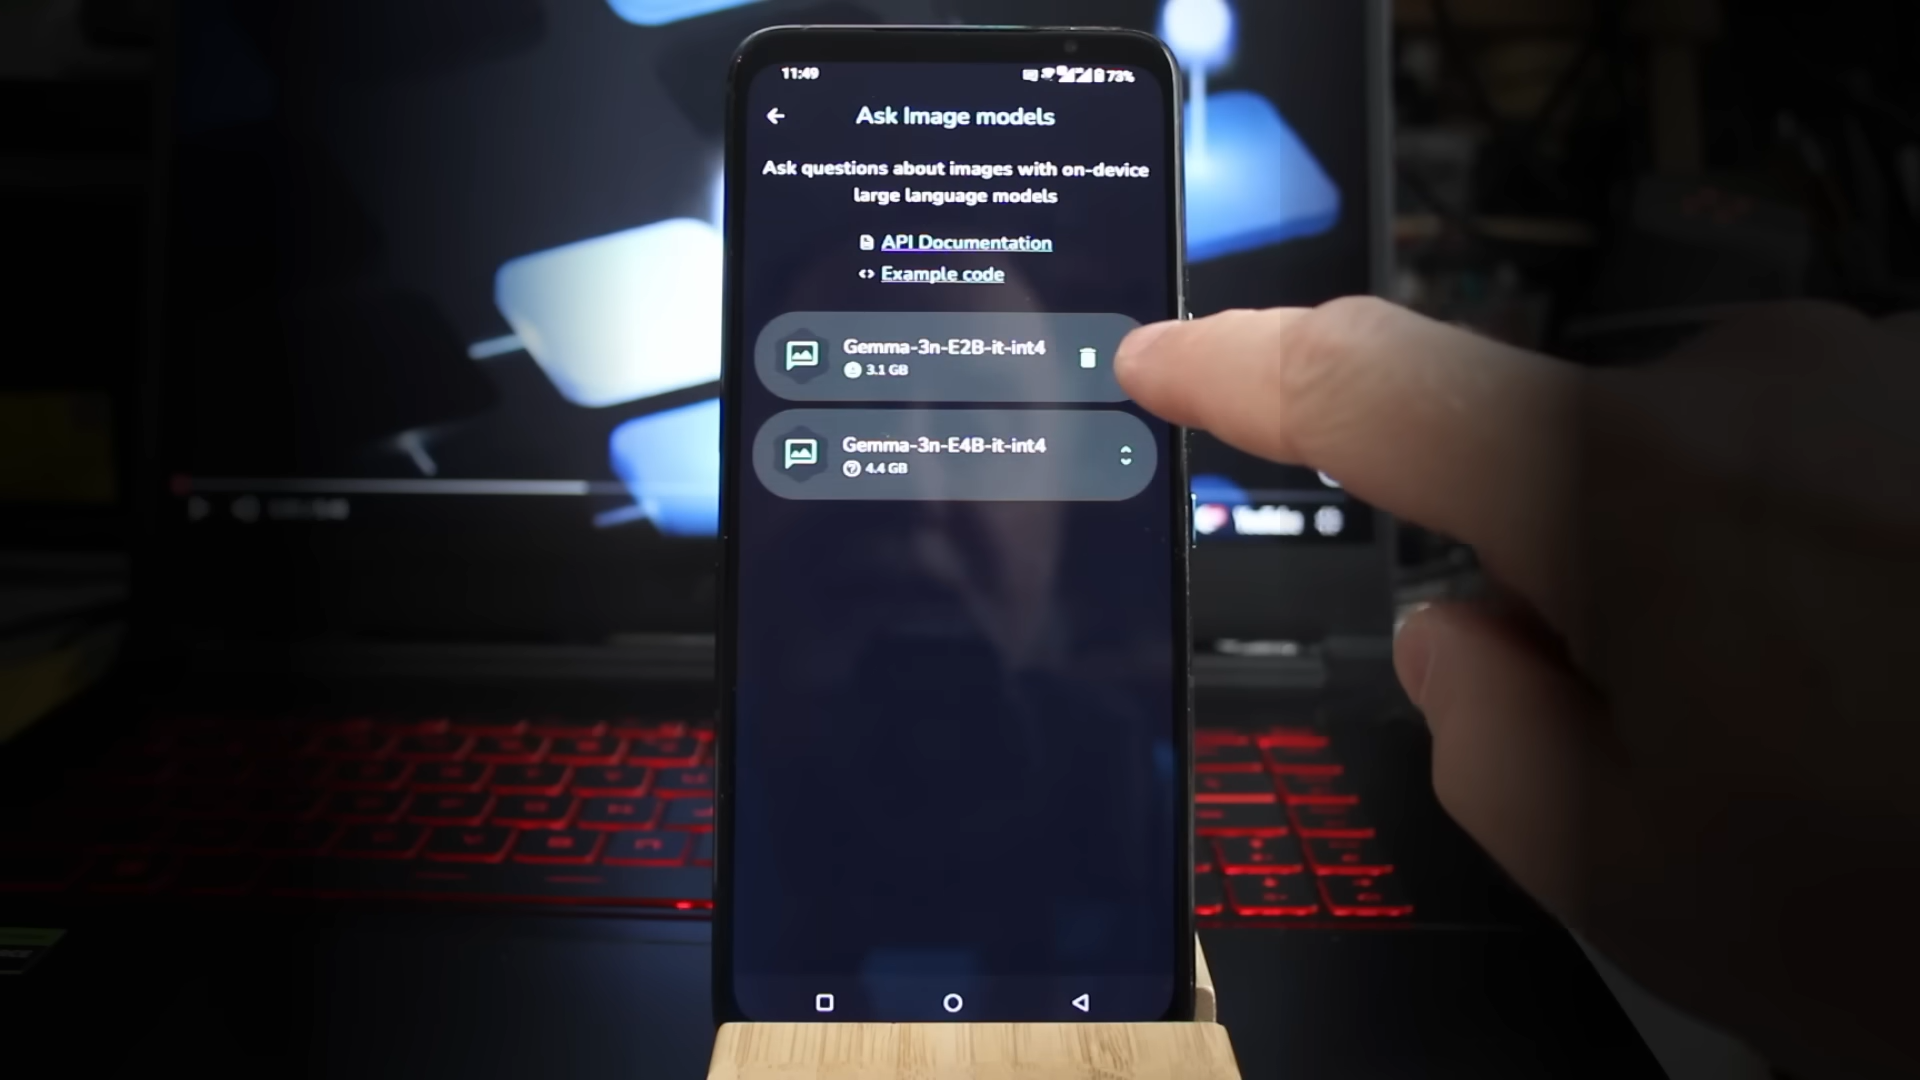 11:49
73%
Ask Image models
Ask questions about images with on-device
large language models
API Documentation
Example code
Gemma-3n-E2B-it-int4
3.1 GB
Gemma-3n-E4B-it-int4
4.4 GB
YouTube